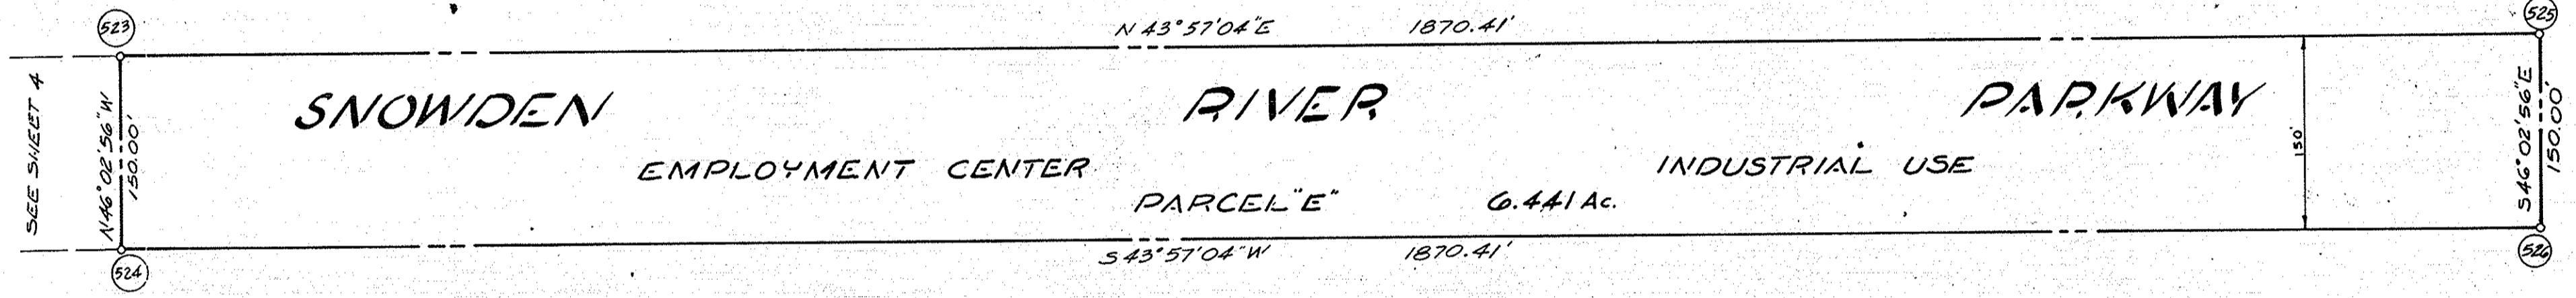 523
N 43°57'04"E 1870.41'
525
SEE SHEET 4
N46°02'56"W
150.00'
SNOWDEN RIVER PARKWAY
150'
S46°02'56"E
150.00'
EMPLOYMENT CENTER INDUSTRIAL USE
PARCEL "E" 6.441 Ac.
524
S 43°57'04"W 1870.41'
526